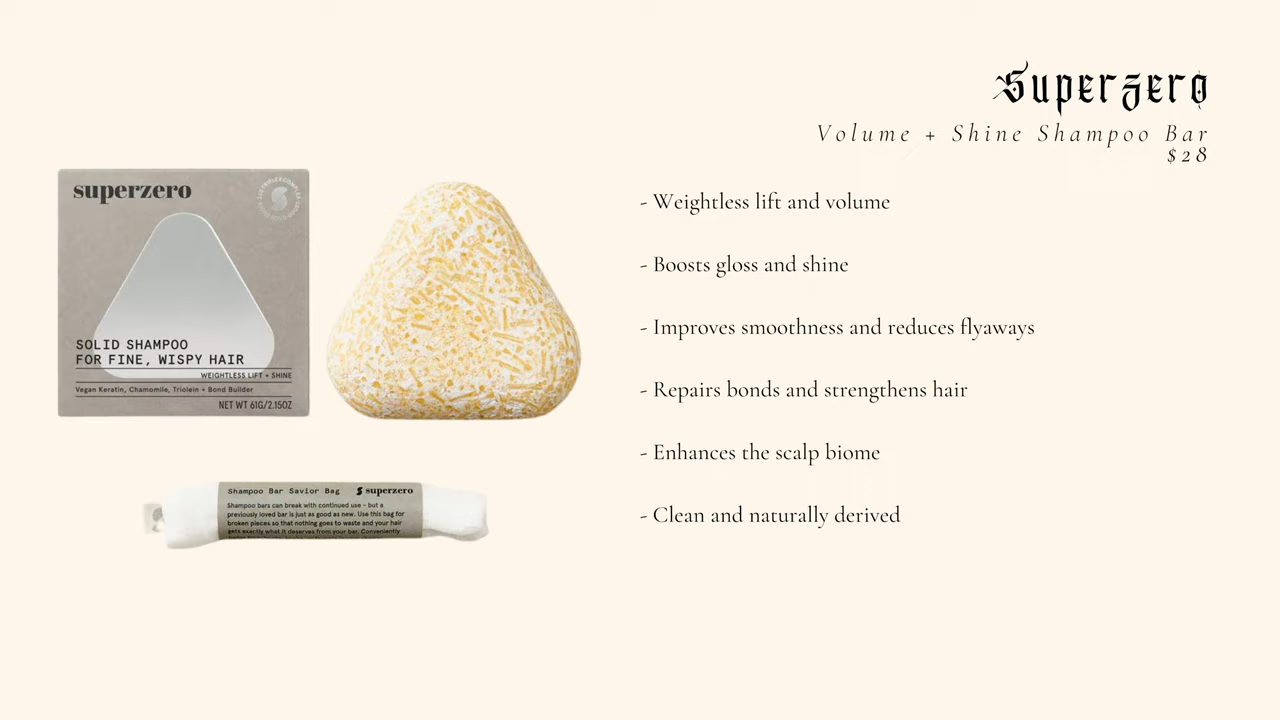 Superzero
Volume + Shine Shampoo Bar
$28
superzero
SOLID SHAMPOO
FOR FINE, WISPY HAIR
WEIGHTLESS LIFT + SHINE
Vegan Keratin, Chamomile, Triolein + Bond Builder
NET WT 61G/2.15OZ
- Weightless lift and volume
- Boosts gloss and shine
- Improves smoothness and reduces flyaways
- Repairs bonds and strengthens hair
- Enhances the scalp biome
- Clean and naturally derived
Shampoo Bar Savior Bag superzero
Shampoo bars can break with continued use - but a
previously loved bar is just as good as new. Use this bag for
broken pieces so that nothing goes to waste and your hair
gets exactly what it deserves from your bar. Conveniently